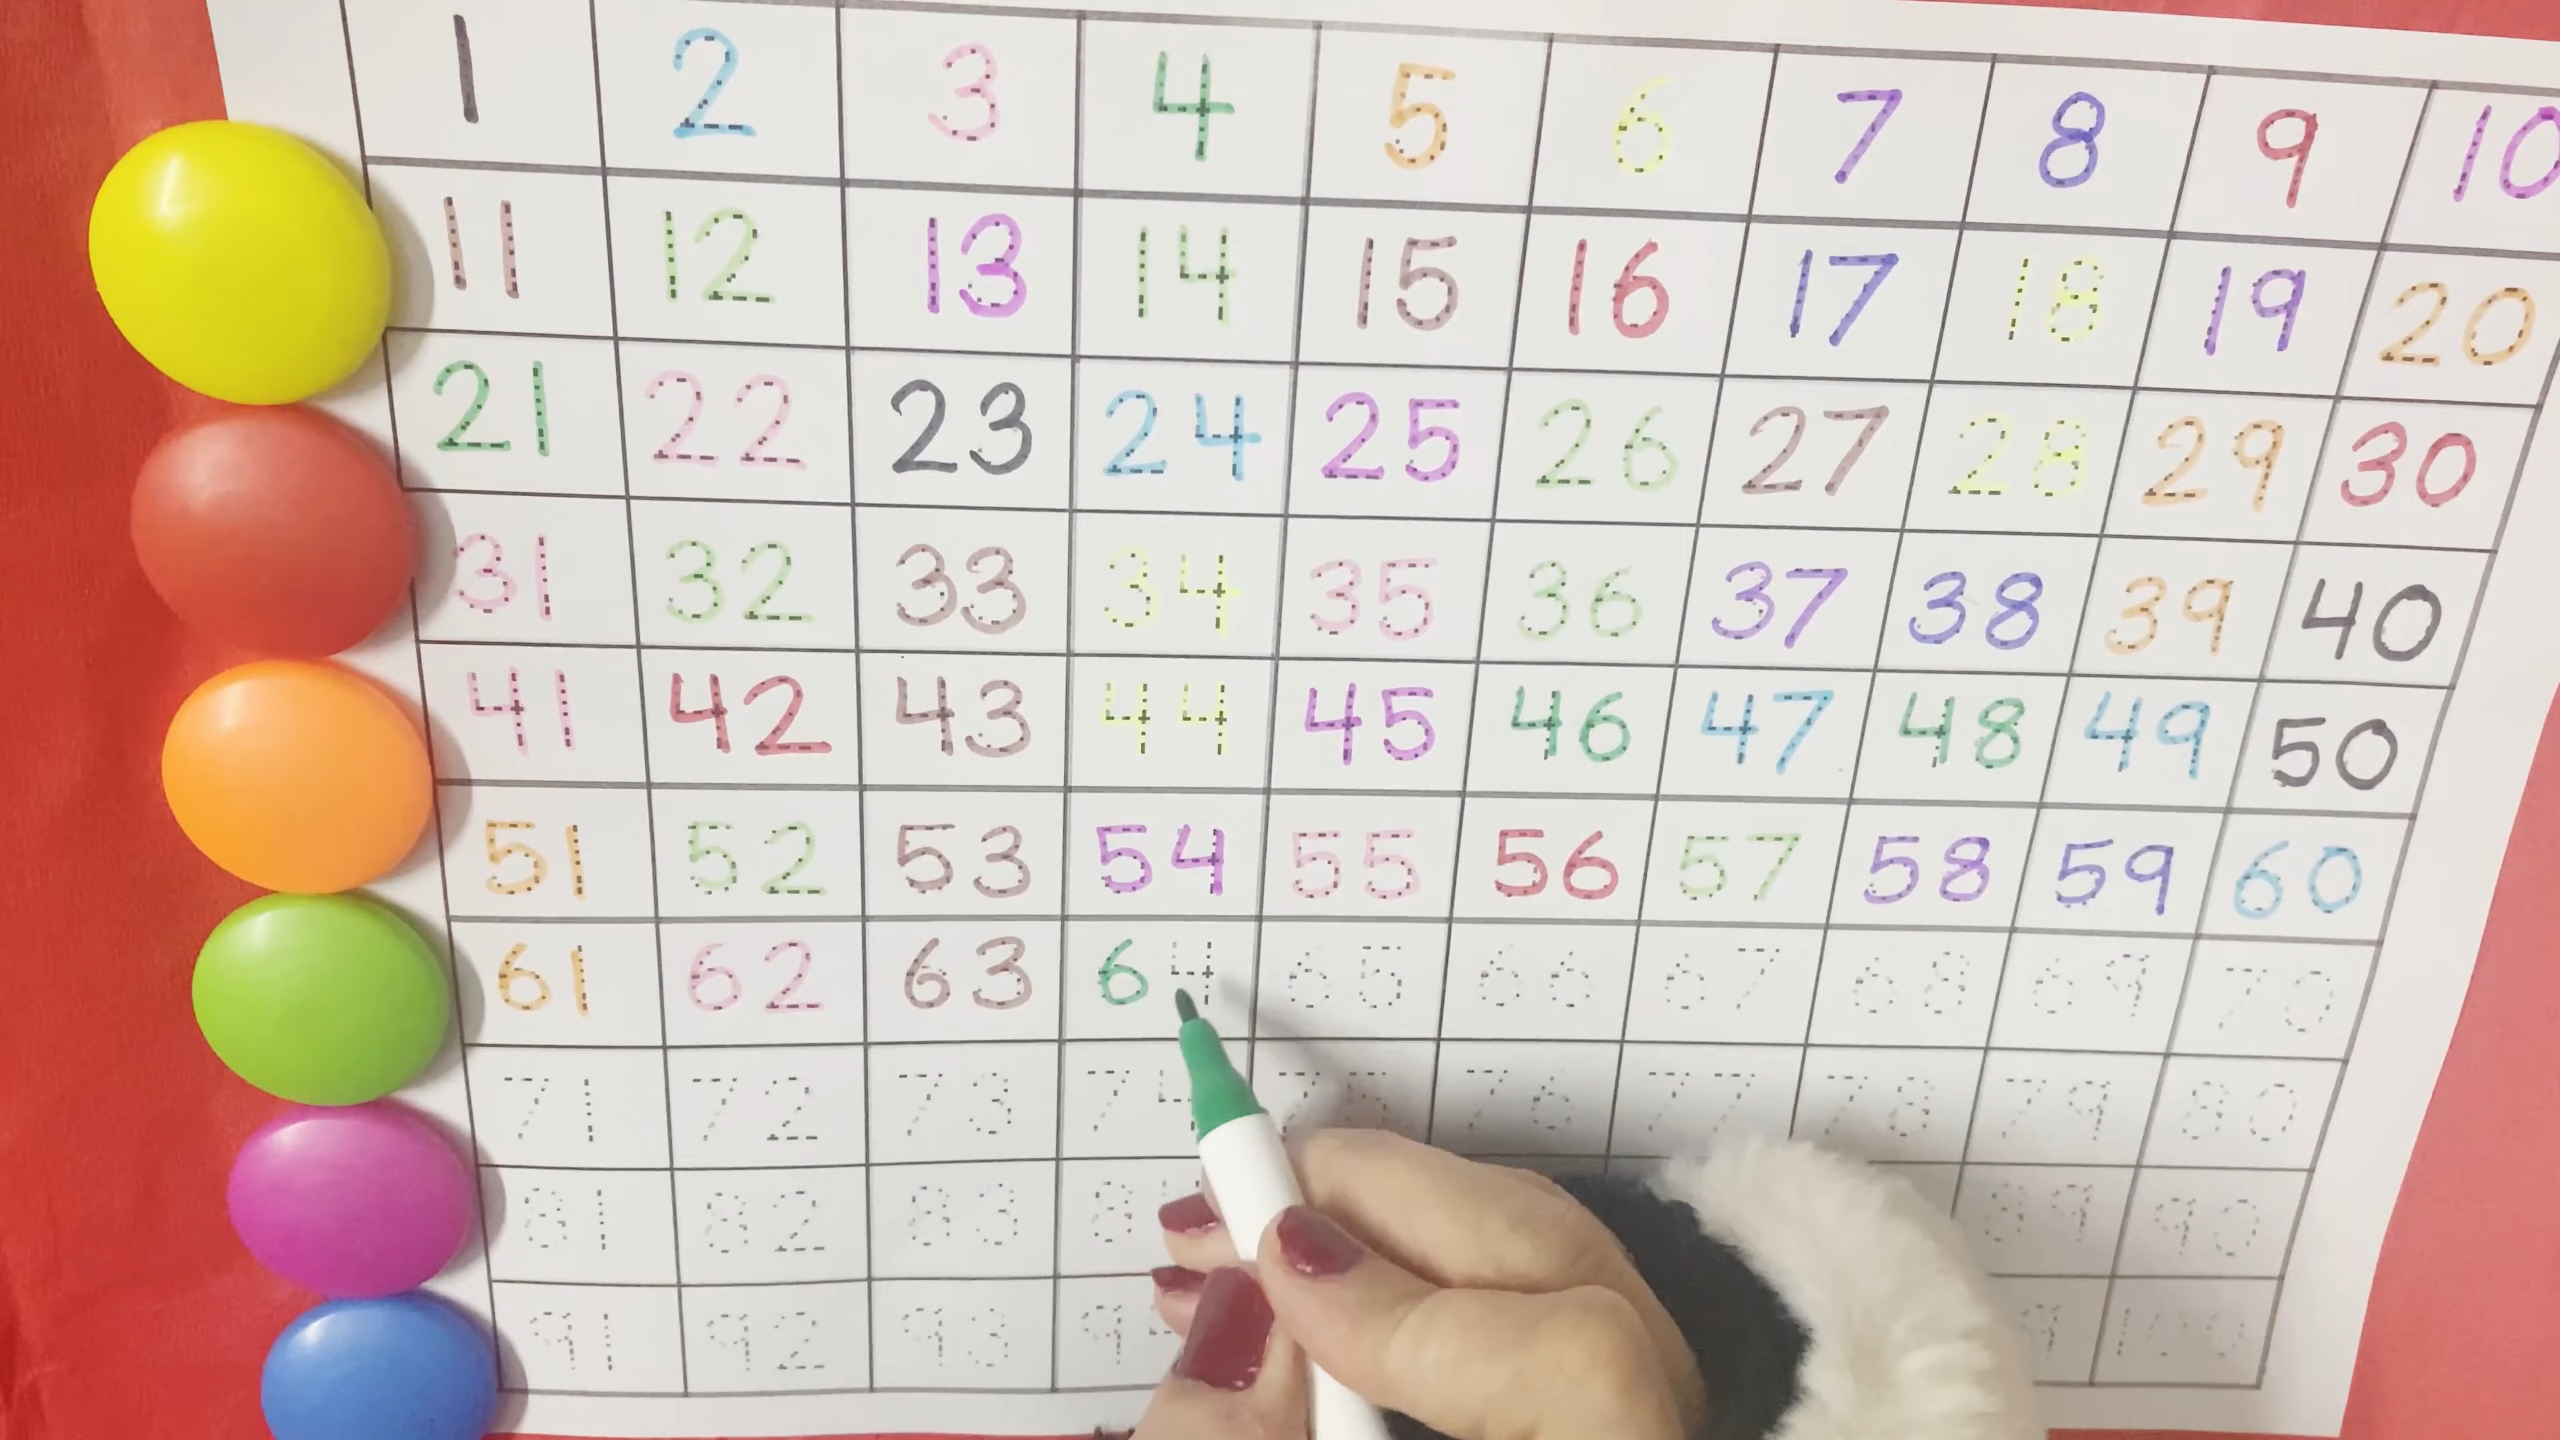 1 2 3 4 5 6 7 8 9 10
11 12 13 14 15 16 17 18 19 20
21 22 23 24 25 26 27 28 29 30
31 32 33 34 35 36 37 38 39 40
41 42 43 44 45 46 47 48 49 50
51 52 53 54 55 56 57 58 59 60
61 62 63 64 65 66 67 68 69 70
71 72 73 74 75 76 77 78 79 80
81 82 83 89 90
91 92 93 100